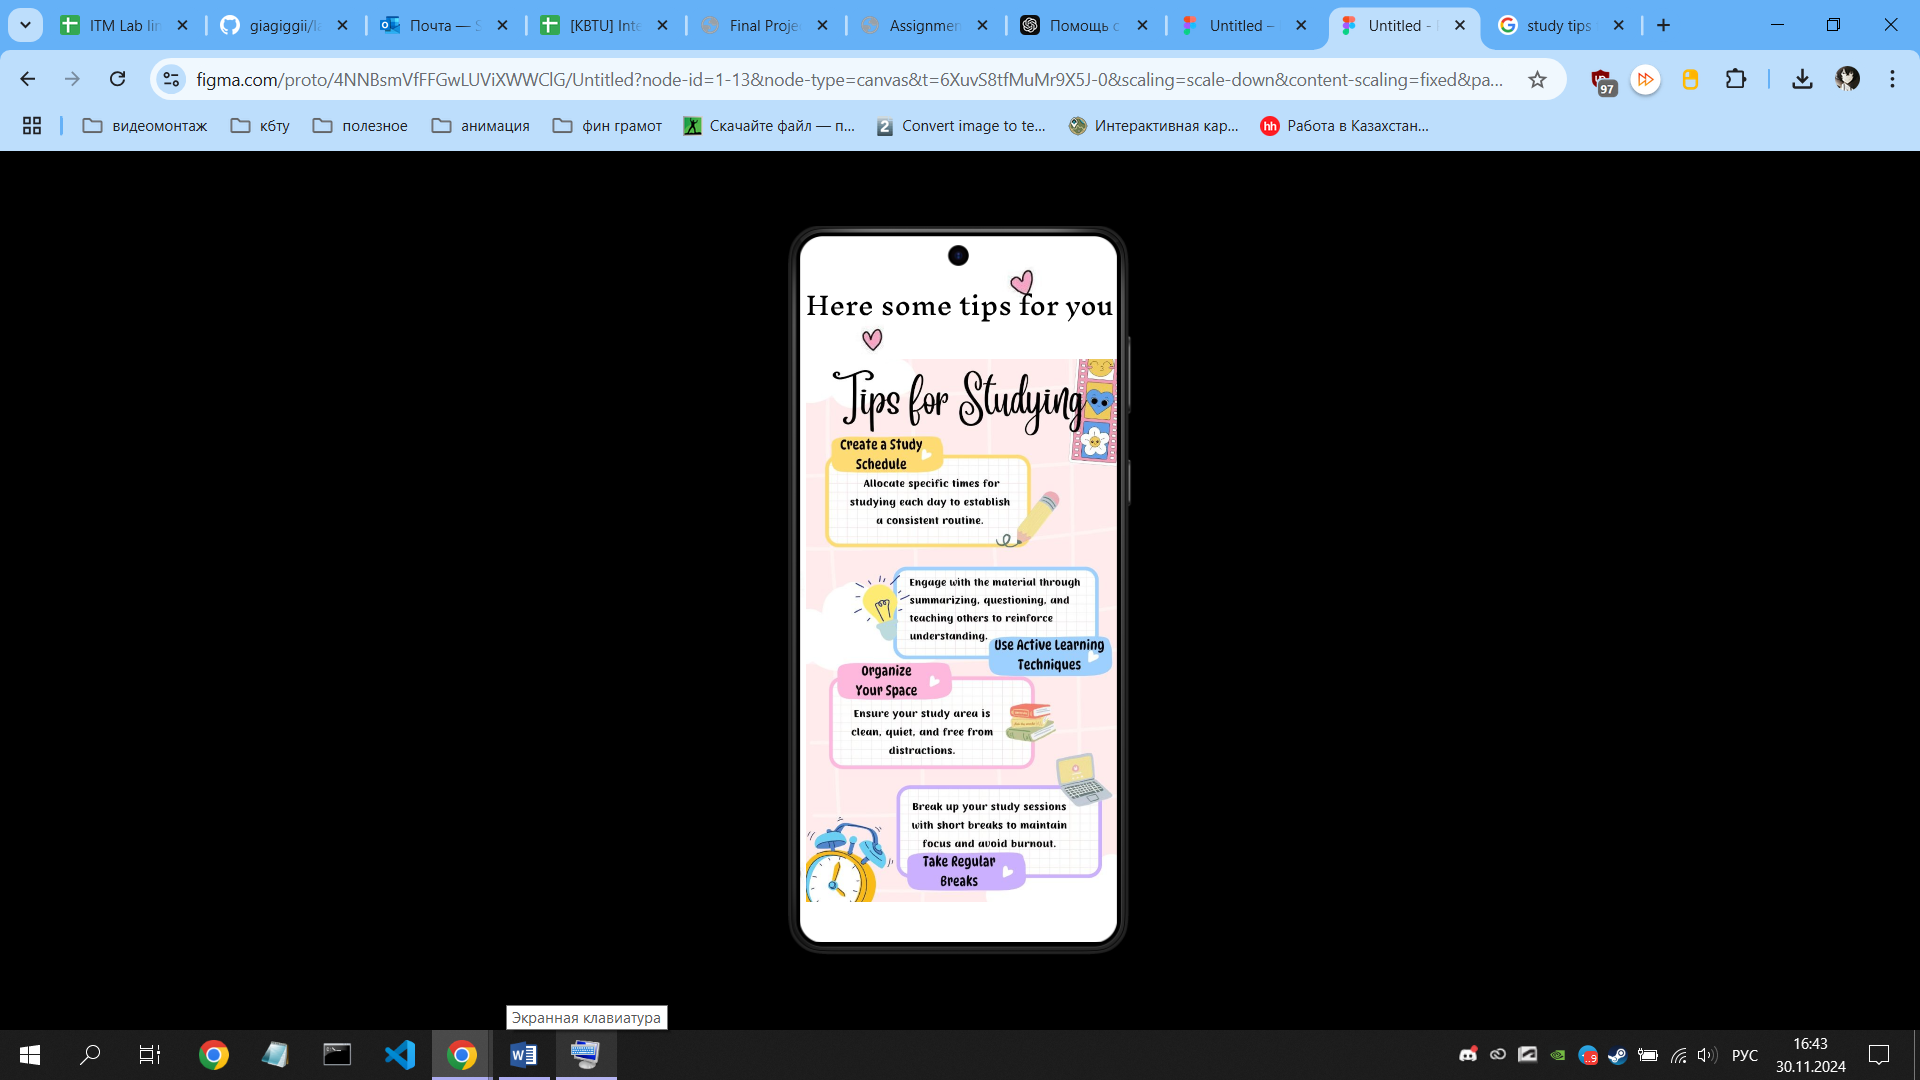 ITM Lab lin
giagiggii/la
Почта — S
[KBTU] Inte
Final Proje
Assignmen
Помощь с
Untitled –
Untitled -
study tips
figma.com/proto/4NNBsmVfFFGwLUViXWWClG/Untitled?node-id=1-13&node-type=canvas&t=6XuvS8tfMuMr9X5J-0&scaling=scale-down&content-scaling=fixed&pa...
97
видеомонтаж
кбту
полезное
анимация
фин грамот
Скачайте файл — п...
2
Convert image to te...
Интерактивная кар...
hh
Работа в Казахстан...
Here some tips for you
Tips for Studying
Create a Study
Schedule
Allocate specific times for
studying each day to establish
a consistent routine.
Engage with the material through
summarizing, questioning, and
teaching others to reinforce
understanding.
Use Active Learning
Techniques
Organize
Your Space
Ensure your study area is
clean, quiet, and free from
distractions.
Break up your study sessions
with short breaks to maintain
focus and avoid burnout.
Take Regular
Breaks
Экранная клавиатура
РУС
16:43
30.11.2024